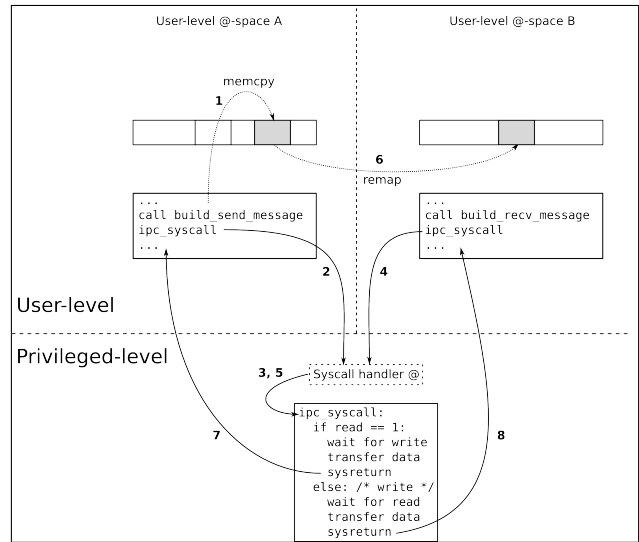 User-level @-space A
User-level @-space B
memcpy
1
6
remap
...
call build_send_message
ipc_syscall
...
...
call build_recv_message
ipc_syscall
...
2
4
User-level
Privileged-level
3, 5
Syscall handler @
ipc_syscall:
if read == 1:
wait for write
transfer data
sysreturn
else: /* write */
wait for read
transfer data
sysreturn
7
8